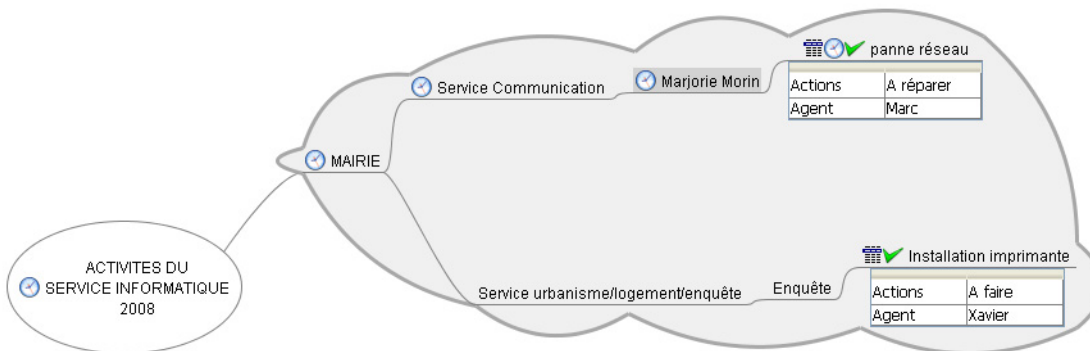 panne réseau
Service Communication
Marjorie Morin
Actions A réparer
Agent Marc
MAIRIE
ACTIVITES DU
SERVICE INFORMATIQUE
2008
Service urbanisme/logement/enquête
Enquête
Installation imprimante
Actions A faire
Agent Xavier